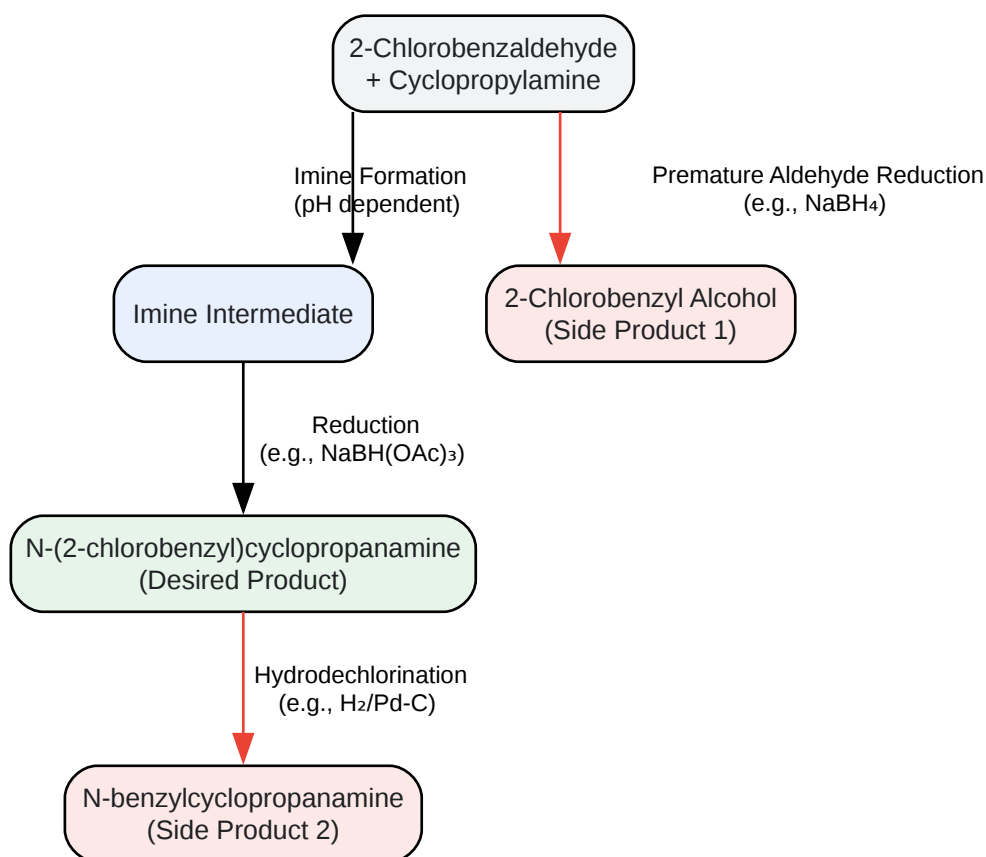 2-Chlorobenzaldehyde
+ Cyclopropylamine
Imine Formation
(pH dependent)
Premature Aldehyde Reduction
(e.g., NaBH₄)
Imine Intermediate
2-Chlorobenzyl Alcohol
(Side Product 1)
Reduction
(e.g., NaBH(OAc)₃)
N-(2-chlorobenzyl)cyclopropanamine
(Desired Product)
Hydrodechlorination
(e.g., H₂/Pd-C)
N-benzylcyclopropanamine
(Side Product 2)